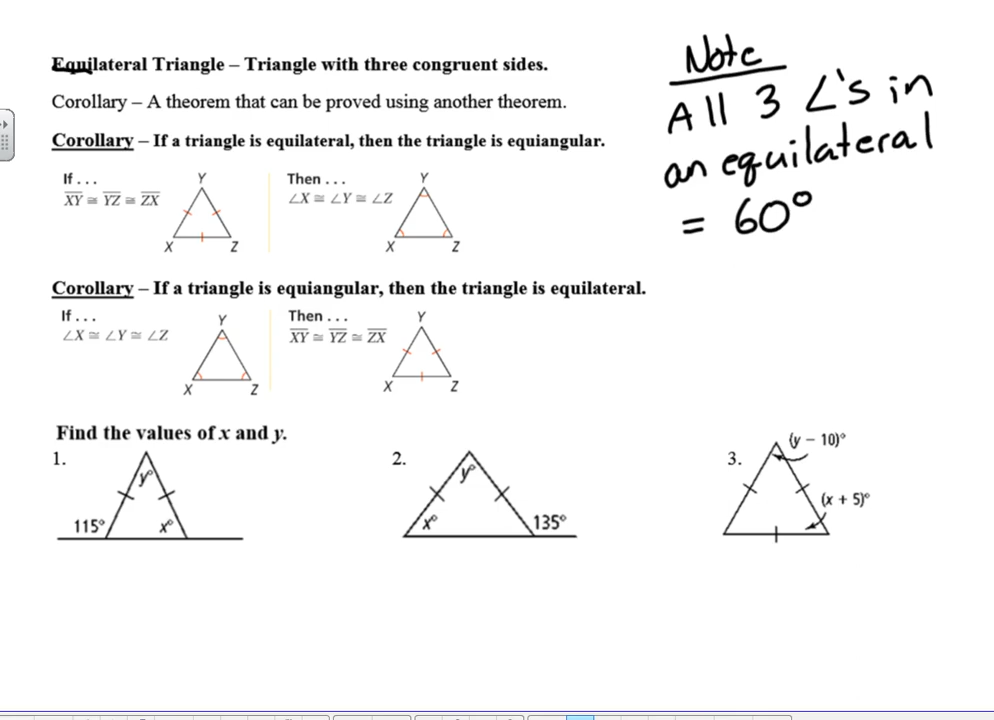 Equilateral Triangle – Triangle with three congruent sides.
Corollary – A theorem that can be proved using another theorem.
Corollary – If a triangle is equilateral, then the triangle is equiangular.
Note
All 3 ∠'s in
an equilateral
= 60°
If . . .
XY ≅ YZ ≅ ZX
Y
X
Z
Then . . .
∠X ≅ ∠Y ≅ ∠Z
Y
X
Z
Corollary – If a triangle is equiangular, then the triangle is equilateral.
If . . .
∠X ≅ ∠Y ≅ ∠Z
Y
X
Z
Then . . .
XY ≅ YZ ≅ ZX
Y
X
Z
Find the values of x and y.
1.
y°
115°
x°
2.
y°
x°
135°
3.
(y – 10)°
(x + 5)°